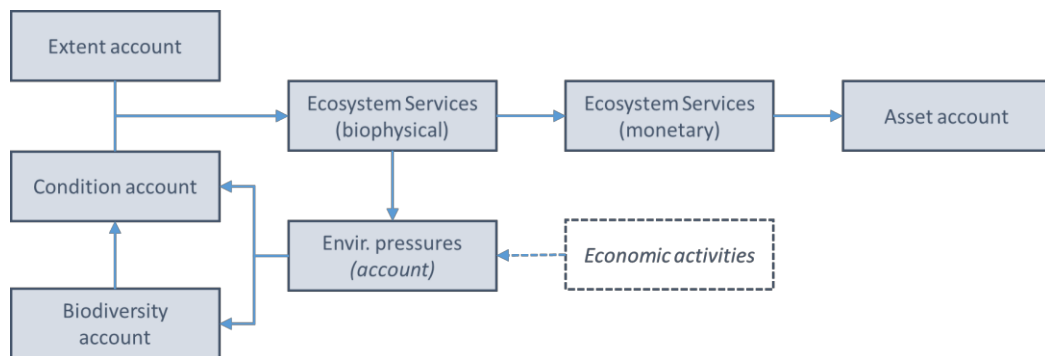 Extent account
Ecosystem Services
(biophysical)
Ecosystem Services
(monetary)
Asset account
Condition account
Envir. pressures
(account)
Economic activities
Biodiversity
account